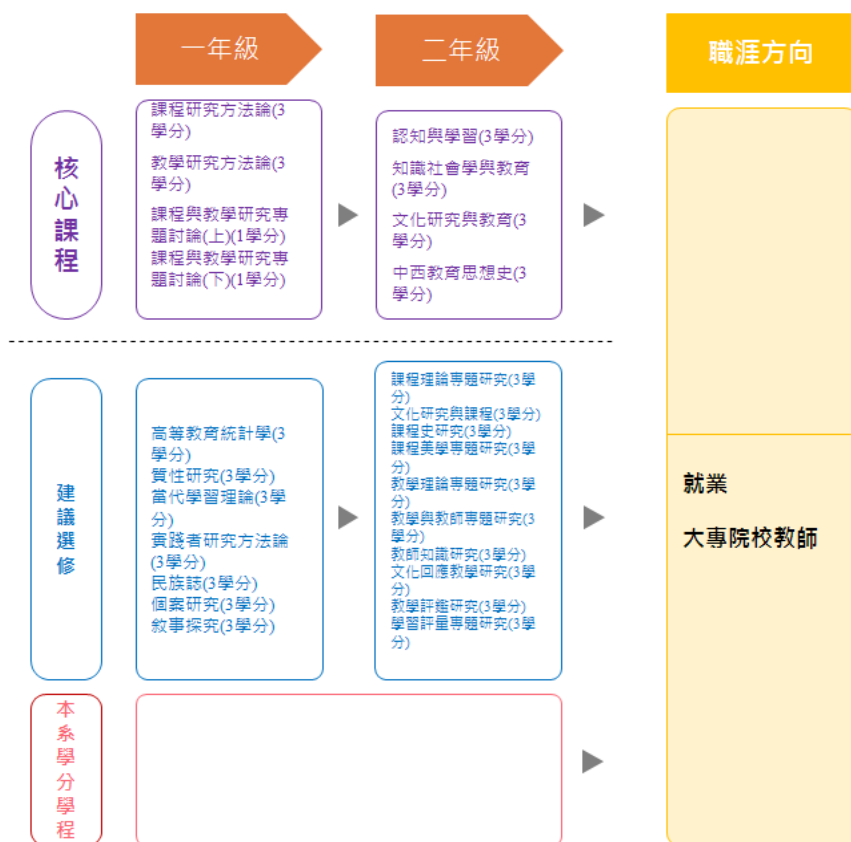 一年級
二年級
職涯方向
核
心
課
程
課程研究方法論(3
學分)
教學研究方法論(3
學分)
課程與教學研究專
題討論(上)(1學分)
課程與教學研究專
題討論(下)(1學分)
認知與學習(3學分)
知識社會學與教育
(3學分)
文化研究與教育(3
學分)
中西教育思想史(3
學分)
建
議
選
修
高等教育統計學(3
學分)
質性研究(3學分)
當代學習理論(3學
分)
實踐者研究方法論
(3學分)
民族誌(3學分)
個案研究(3學分)
敘事探究(3學分)
課程理論專題研究(3學
分)
文化研究與課程(3學分)
課程史研究(3學分)
課程美學專題研究(3學
分)
教學理論專題研究(3學
分)
教學與教師專題研究(3
學分)
教師知識研究(3學分)
文化回應教學研究(3學
分)
教學評鑑研究(3學分)
學習評量專題研究(3學
分)
就業
大專院校教師
本
系
學
分
學
程